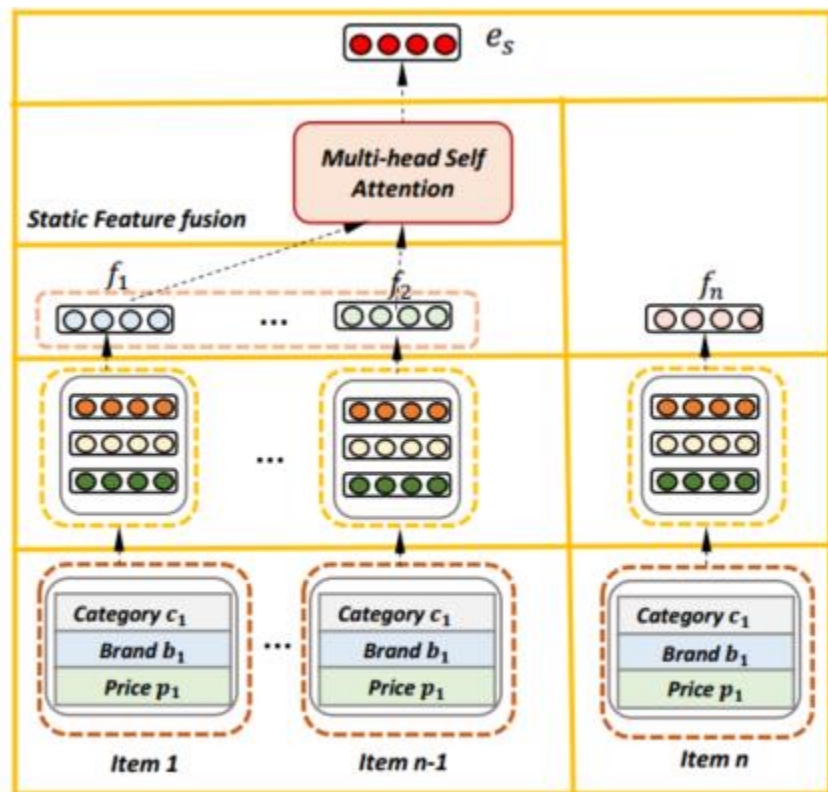 e_s
Multi-head Self
Attention
Static Feature fusion
f_1
f_2
f_n
...
...
Category c_1
Brand b_1
Price p_1
...
Category c_1
Brand b_1
Price p_1
Category c_1
Brand b_1
Price p_1
Item 1
Item n-1
Item n